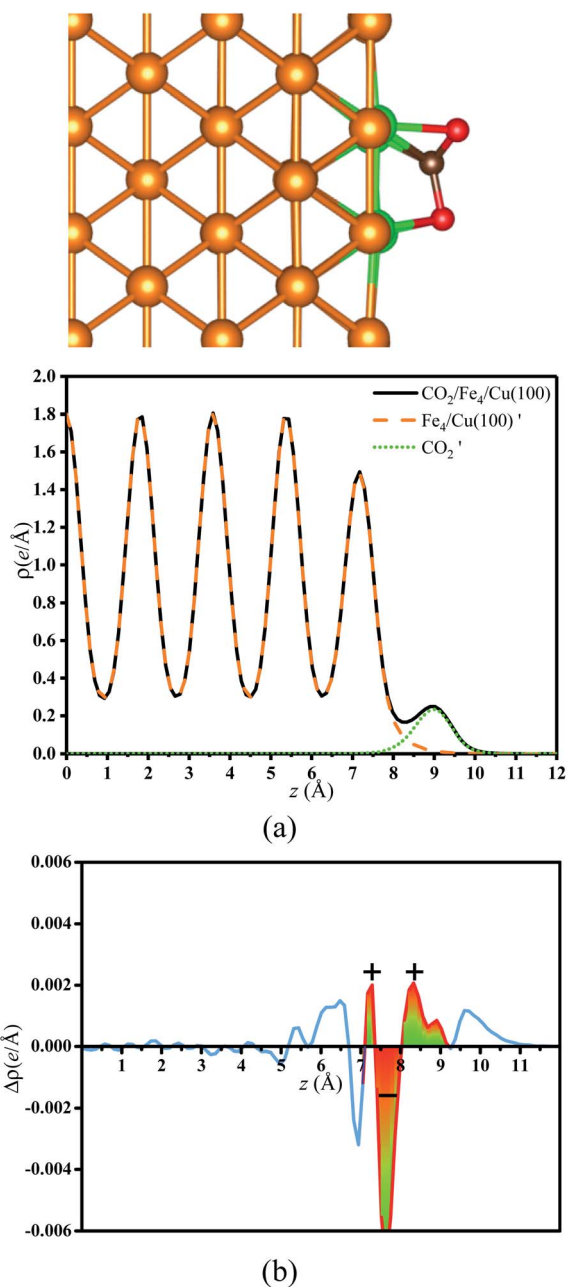 2.0
1.8
1.6
1.4
1.2
1.0
0.8
0.6
0.4
0.2
0.0
ρ(e/Å)
CO₂/Fe₄/Cu(100)
Fe₄/Cu(100) '
CO₂ '
0 1 2 3 4 5 6 7 8 9 10 11 12
z (Å)
(a)
0.006
0.004
0.002
0.000
-0.002
-0.004
-0.006
Δρ(e/Å)
+ +
1 2 3 4 5 6 7 8 9 10 11
z (Å)
−
(b)